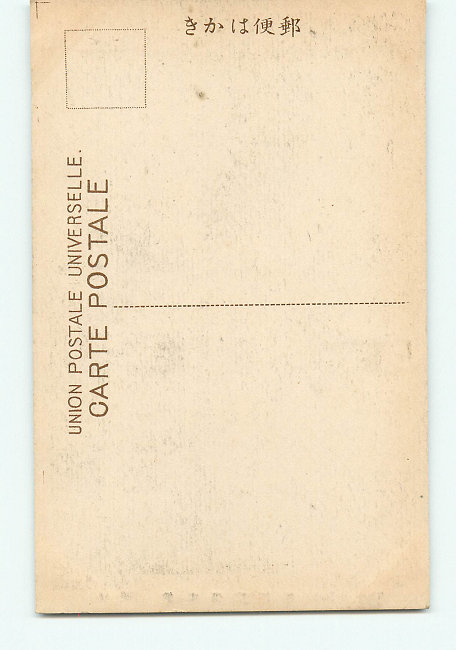 きかは便郵
UNION POSTALE UNIVERSELLE.
CARTE POSTALE